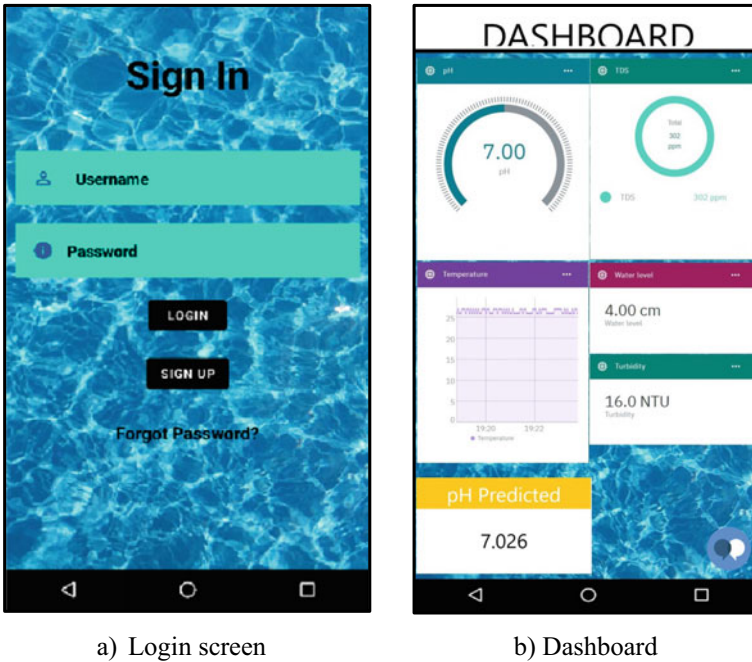 Sign In
Username
Password
LOGIN
SIGN UP
Forgot Password?
a) Login screen
DASHBOARD
pH
7.00
pH
TDS
Total
302
ppm
TDS 302 ppm
Temperature
25
20
15
10
5
0
19:20 19:22
Temperature
Water level
4.00 cm
Water level
Turbidity
16.0 NTU
Turbidity
pH Predicted
7.026
b) Dashboard